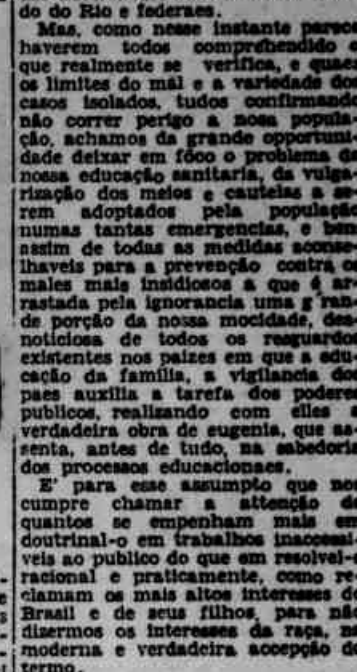 do do Rio e federaes.
Mas, como nesse instante parece
haverem todos comprehendido o
que realmente se verifica, e quaes
os limites do mal e a variedade dos
casos isolados, tudos confirmando
não correr perigo a nossa popula-
ção, achamos da grande opportuni-
dade deixar em fóco o problema da
nossa educação sanitaria, da vulga-
rização dos meios e cautelas a se-
rem adoptados pela população
numas tantas emergencias, e bem
assim de todas as medidas aconse-
lhaveis para a prevenção contra os
males mais insidiosos a que é ar-
rastada pela ignorancia uma g'ran-
de porção da nossa mocidade, des-
noticiosa de todos os resguardos
existentes nos paizes em que a edu-
cação da familia, a vigilancia dos
paes auxilia a tarefa dos poderes
publicos, realizando com elles a
verdadeira obra de eugenia, que as-
senta, antes de tudo, na sabedoria
dos processos educacionaes.
E' para esse assumpto que nos
cumpre chamar a attenção de
quantos se empenham mais em
doutrinal-o em trabalhos inaccessi-
veis ao publico do que em resolvel-o
racional e praticamente, como re-
clamam os mais altos interesses do
Brasil e de seus filhos, para não
dizermos os interesses da raça, na
moderna e verdadeira accepção do
termo.